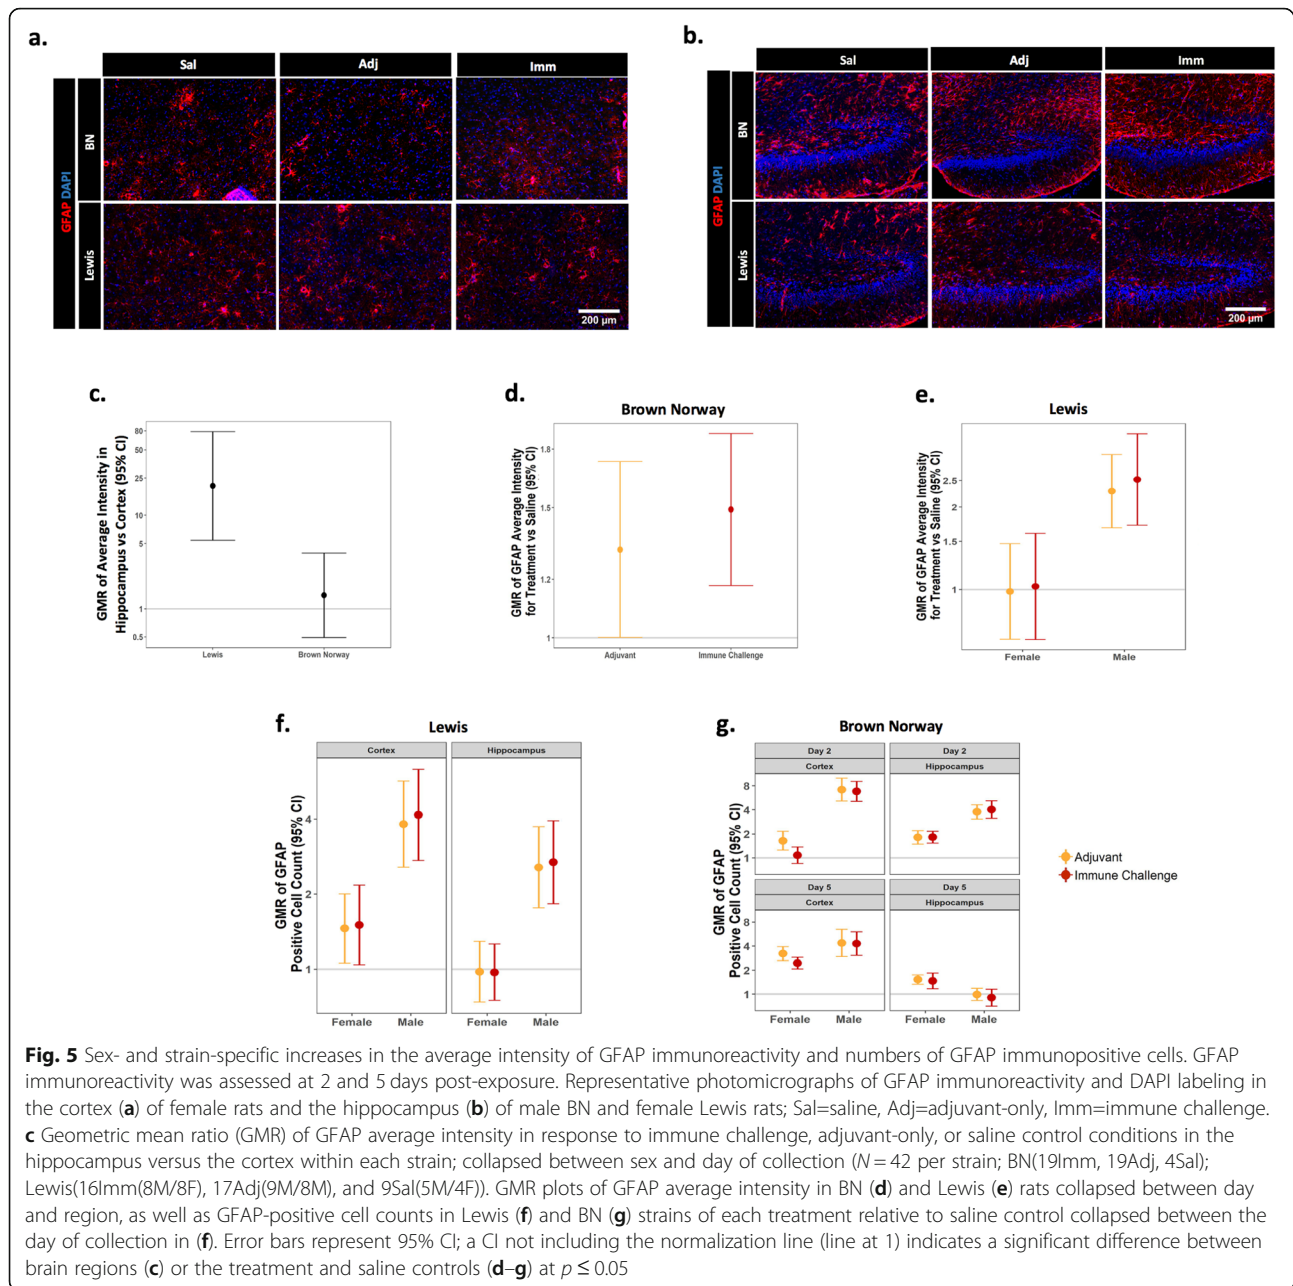 a.
Sal Adj Imm
GFAP DAPI
BN
Lewis
200 µm
b.
Sal Adj Imm
GFAP DAPI
BN
Lewis
200 µm
c.
GMR of Average Intensity in
Hippocampus vs Cortex (95% CI)
80
50
25
10
5
1
0.5
Lewis Brown Norway
d.
Brown Norway
GMR of GFAP Average Intensity
for Treatment vs Saline (95% CI)
1.8
1.5
1.2
1
Adjuvant Immune Challenge
e.
Lewis
GMR of GFAP Average Intensity
for Treatment vs Saline (95% CI)
2.5
2
1.5
1
Female Male
f.
Lewis
GMR of GFAP
Positive Cell Count (95% CI)
Cortex Hippocampus
4
2
1
Female Male Female Male
g.
Brown Norway
GMR of GFAP
Positive Cell Count (95% CI)
Day 2 Day 2
Cortex Hippocampus
8
4
2
1
Day 5 Day 5
Cortex Hippocampus
8
4
2
1
Female Male Female Male
Adjuvant
Immune Challenge
Fig. 5 Sex- and strain-specific increases in the average intensity of GFAP immunoreactivity and numbers of GFAP immunopositive cells. GFAP
immunoreactivity was assessed at 2 and 5 days post-exposure. Representative photomicrographs of GFAP immunoreactivity and DAPI labeling in
the cortex (a) of female rats and the hippocampus (b) of male BN and female Lewis rats; Sal=saline, Adj=adjuvant-only, Imm=immune challenge.
c Geometric mean ratio (GMR) of GFAP average intensity in response to immune challenge, adjuvant-only, or saline control conditions in the
hippocampus versus the cortex within each strain; collapsed between sex and day of collection (N = 42 per strain; BN(19Imm, 19Adj, 4Sal);
Lewis(16Imm(8M/8F), 17Adj(9M/8M), and 9Sal(5M/4F)). GMR plots of GFAP average intensity in BN (d) and Lewis (e) rats collapsed between day
and region, as well as GFAP-positive cell counts in Lewis (f) and BN (g) strains of each treatment relative to saline control collapsed between the
day of collection in (f). Error bars represent 95% CI; a CI not including the normalization line (line at 1) indicates a significant difference between
brain regions (c) or the treatment and saline controls (d–g) at p ≤ 0.05